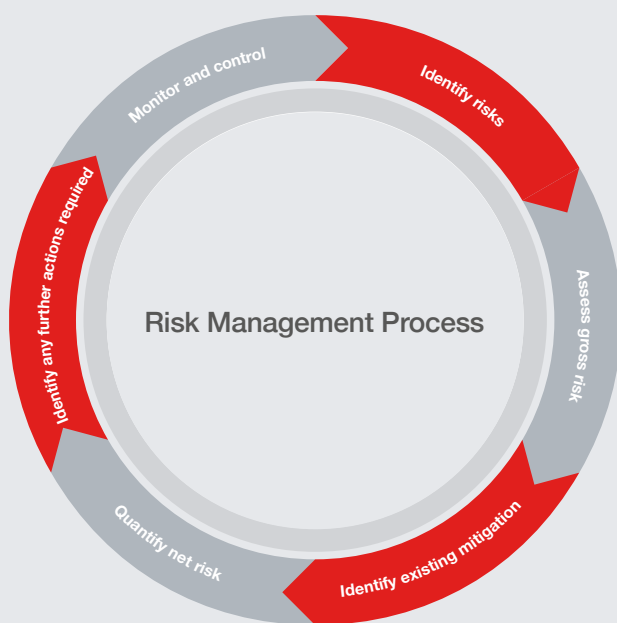 Risk Management Process
Identify risks
Assess gross risk
Identify existing mitigation
Quantify net risk
Identify any further actions required
Monitor and control